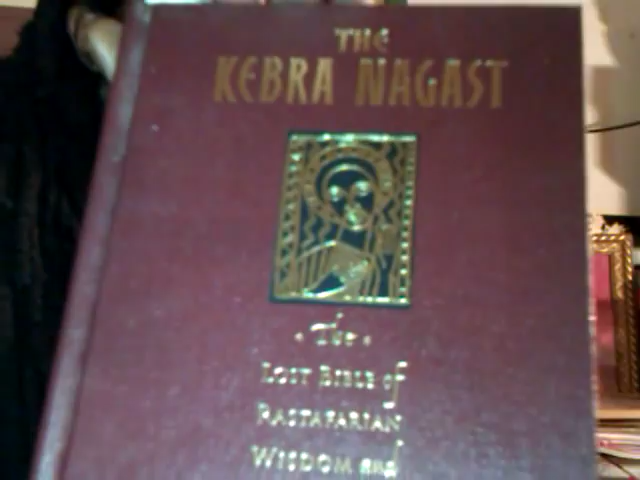 THE
KEBRA NAGAST
The
LOST BIBLE of
RASTAFARIAN
WISDOM and